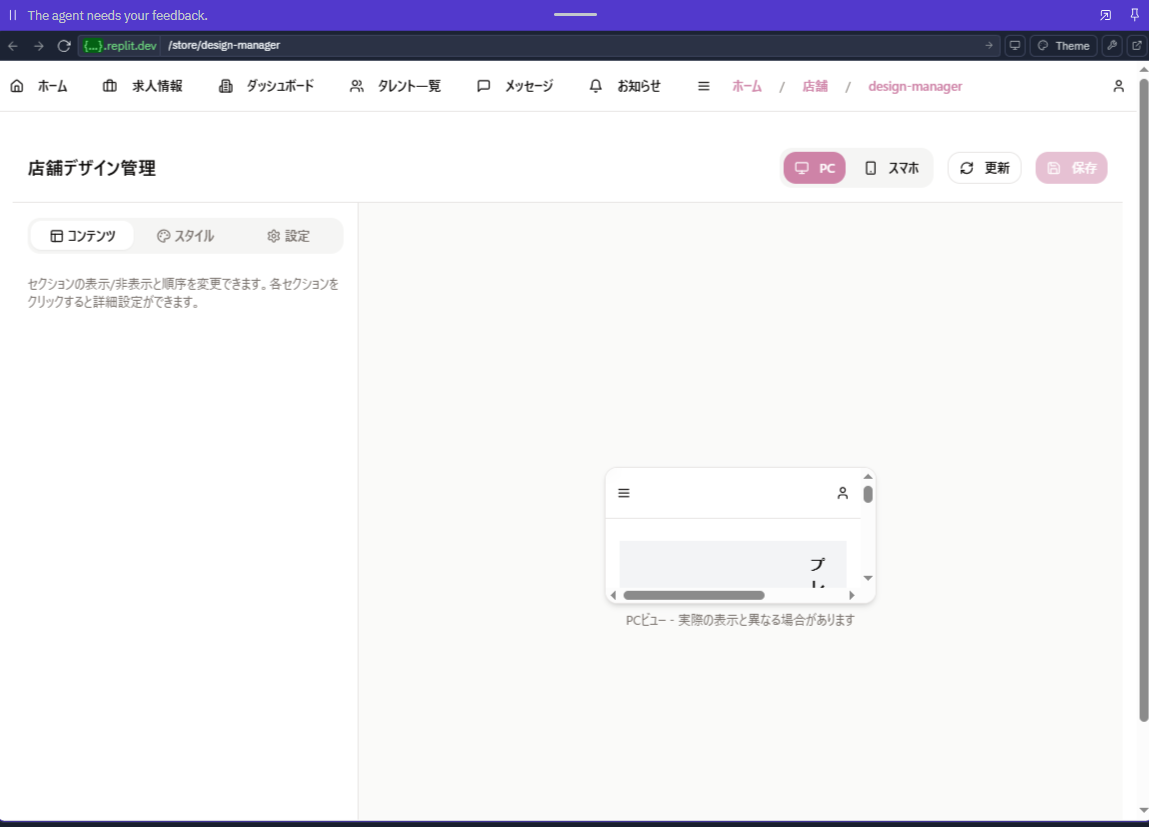 The agent needs your feedback.
{...}.replit.dev /store/design-manager Theme
ホーム 求人情報 ダッシュボード タレント一覧 メッセージ お知らせ ホーム / 店舗 / design-manager
店舗デザイン管理 PC スマホ 更新 保存
コンテンツ スタイル 設定
セクションの表示/非表示と順序を変更できます。各セクションを
クリックすると詳細設定ができます。
プ
レ
PCビュー - 実際の表示と異なる場合があります